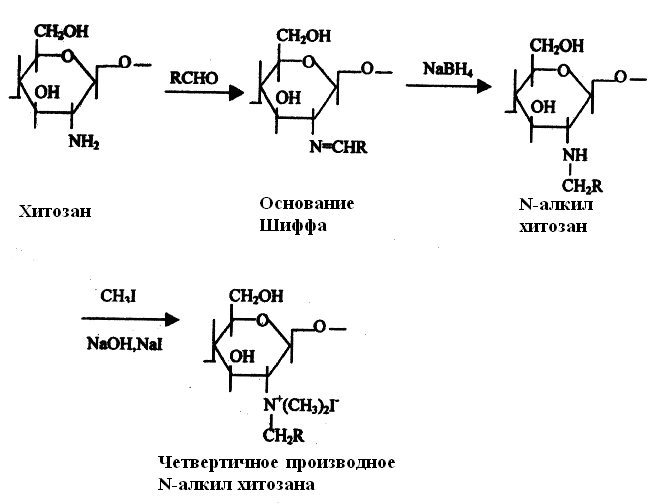 CH₂OH
O
O
OH
NH₂
Хитозан
RCHO
CH₂OH
O
O
OH
N=CHR
Основание
Шиффа
NaBH₄
CH₂OH
O
O
OH
NH
CH₂R
N-алкил
хитозан
CH₃I
NaOH,NaI
CH₂OH
O
O
OH
N⁺(CH₃)₂I⁻
CH₂R
Четвертичное производное
N-алкил хитозана